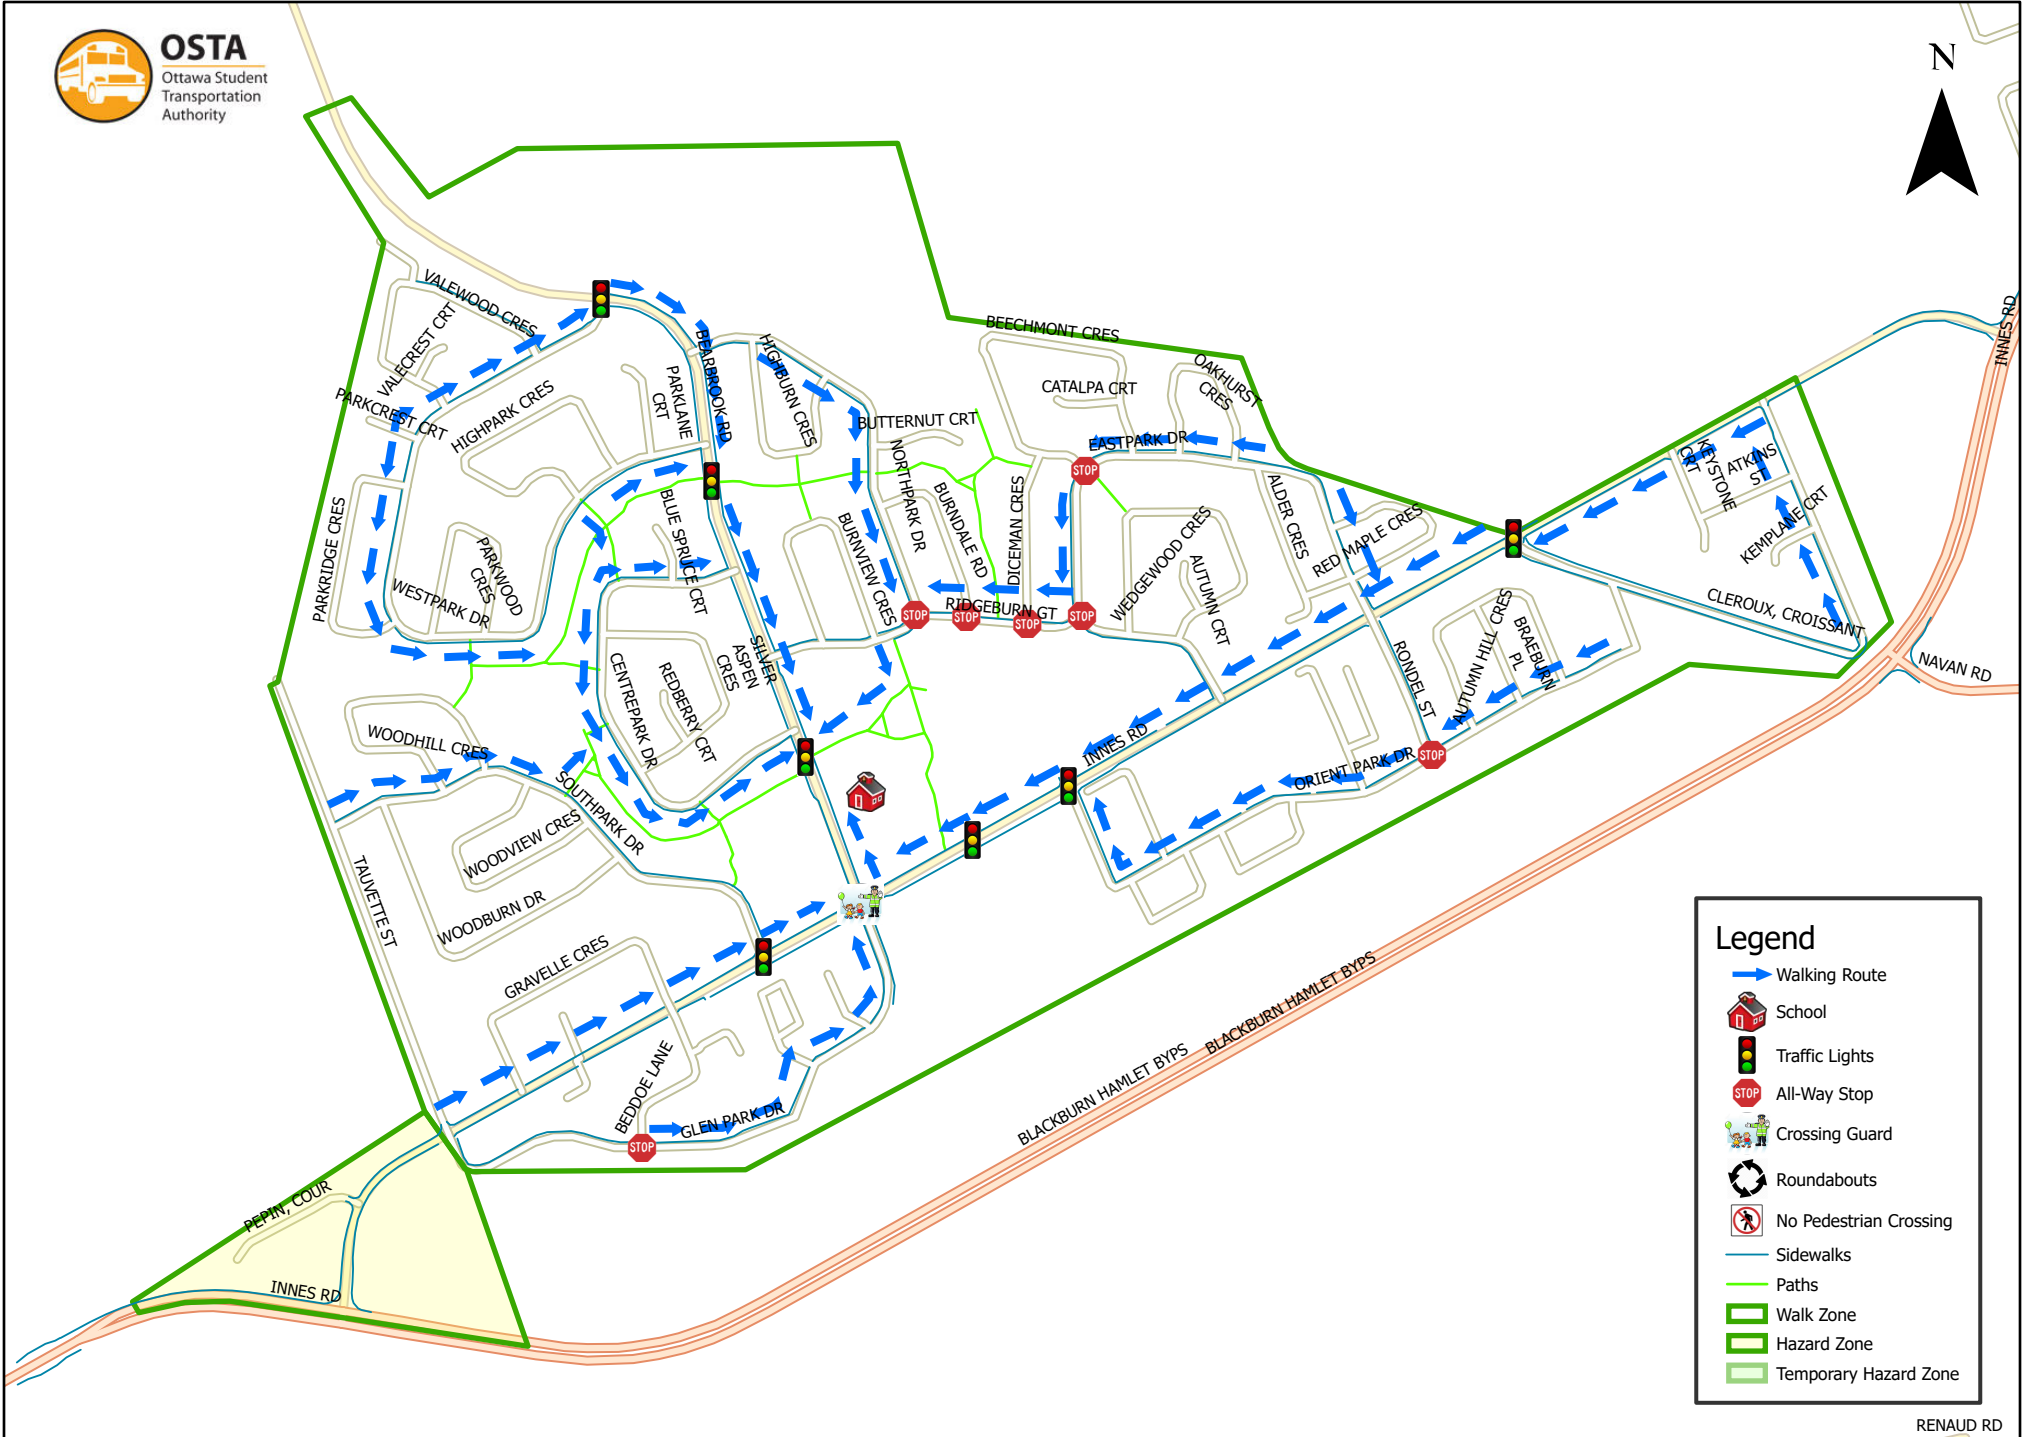 OSTA
Ottawa Student
Transportation
Authority
N
VALEWOOD CRES
VALECREST CRT
PARKCREST CRT
HIGHPARK CRES
PARKLANE
CRT
BEARBROOK RD
HIGHBURN CRES
BUTTERNUT CRT
BEECHMONT CRES
CATALPA CRT
OAKHURST
CRES
EASTPARK DR
INNES RD
KEYSTONE
CRT
ATKINS
ST
KEMPLANE CRT
CLEROUX, CROISSANT
NAVAN RD
PARKRIDGE CRES
WESTPARK DR
PARKWOOD
CRES
BLUE SPRUCE CRT
BURNVIEW CRES
NORTHPARK DR
BURNDALE RD
DICEMAN CRES
STOP
WEDGEWOOD CRES
AUTUMN CRT
ALDER CRES
RED MAPLE CRES
STOP
STOP
STOP
STOP
RIDGEBURN GT
SILVER
ASPEN
CRES
CENTREPARK DR
REDBERRY CRT
RONDEL ST
AUTUMN HILL CRES
BRAEBURN
PL
STOP
ORIENT PARK DR
INNES RD
WOODHILL CRES
SOUTHPARK DR
WOODVIEW CRES
WOODBURN DR
TAUVETTE ST
GRAVELLE CRES
BEDDOE LANE
STOP
GLEN PARK DR
BLACKBURN HAMLET BYPS
BLACKBURN HAMLET BYPS
PEPIN, COUR
INNES RD
Legend
Walking Route
School
Traffic Lights
STOP
All-Way Stop
Crossing Guard
Roundabouts
No Pedestrian Crossing
Sidewalks
Paths
Walk Zone
Hazard Zone
Temporary Hazard Zone
RENAUD RD